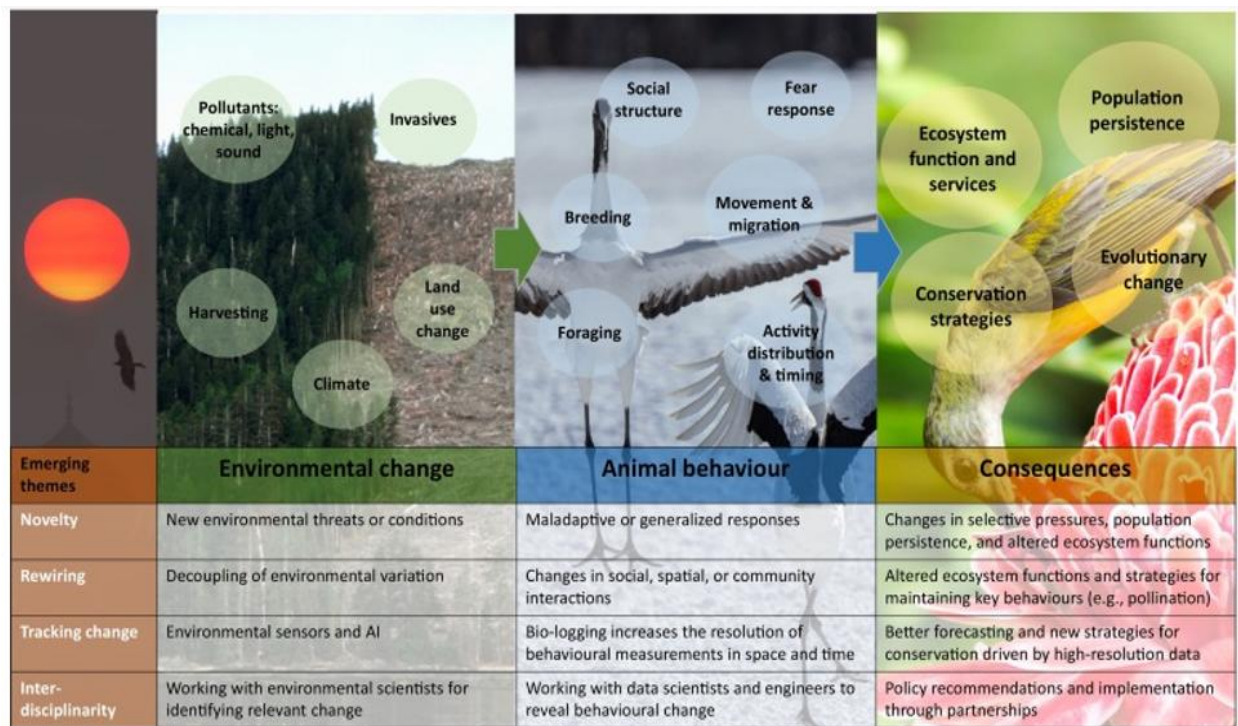 Pollutants:
chemical, light,
sound
Invasives
Harvesting
Land
use
change
Climate
Social
structure
Fear
response
Breeding
Movement &
migration
Foraging
Activity
distribution
& timing
Ecosystem
function and
services
Population
persistence
Conservation
strategies
Evolutionary
change
Emerging
themes
Environmental change
Animal behaviour
Consequences
Novelty
New environmental threats or conditions
Maladaptive or generalized responses
Changes in selective pressures, population
persistence, and altered ecosystem functions
Rewiring
Decoupling of environmental variation
Changes in social, spatial, or community
interactions
Altered ecosystem functions and strategies for
maintaining key behaviours (e.g., pollination)
Tracking change
Environmental sensors and AI
Bio-logging increases the resolution of
behavioural measurements in space and time
Better forecasting and new strategies for
conservation driven by high-resolution data
Inter-
disciplinarity
Working with environmental scientists for
identifying relevant change
Working with data scientists and engineers to
reveal behavioural change
Policy recommendations and implementation
through partnerships